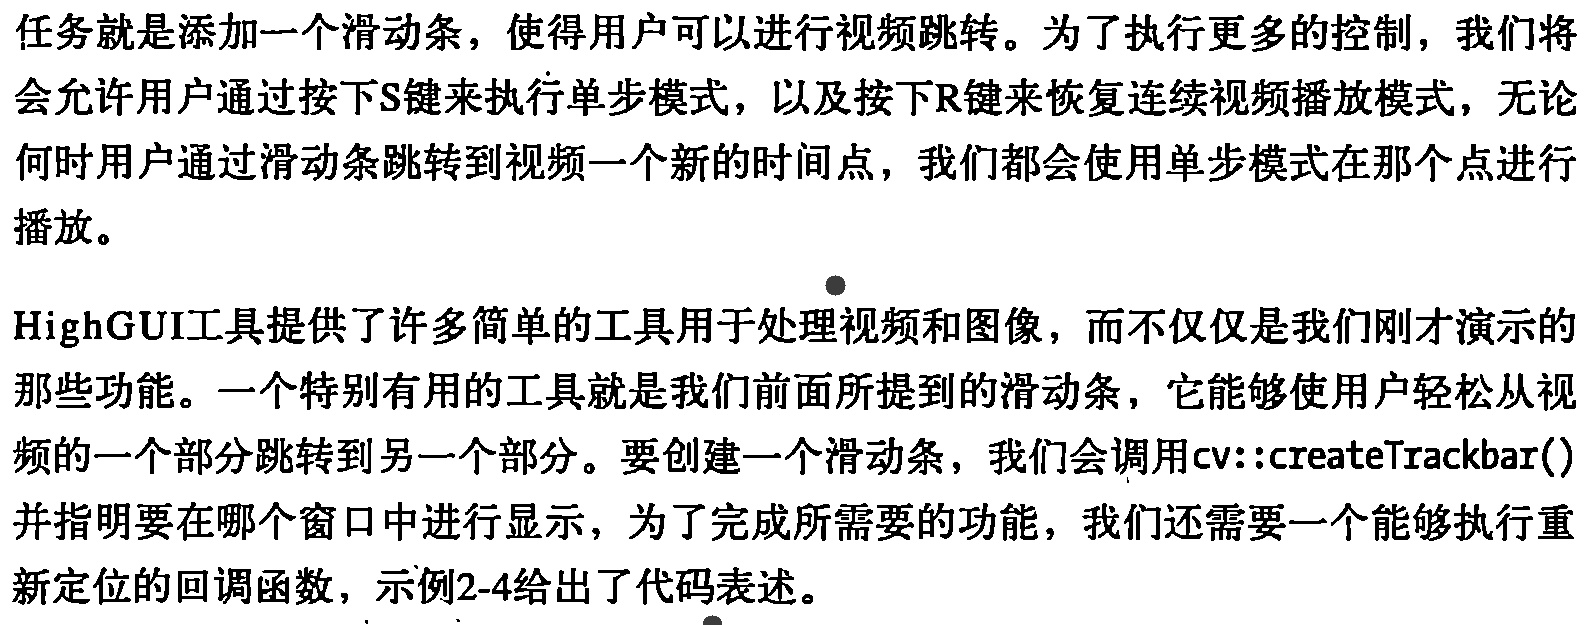 任务就是添加一个滑动条，使得用户可以进行视频跳转。为了执行更多的控制，我们将
会允许用户通过按下S键来执行单步模式，以及按下R键来恢复连续视频播放模式，无论
何时用户通过滑动条跳转到视频一个新的时间点，我们都会使用单步模式在那个点进行
播放。
HighGUI工具提供了许多简单的工具用于处理视频和图像，而不仅仅是我们刚才演示的
那些功能。一个特别有用的工具就是我们前面所提到的滑动条，它能够使用户轻松从视
频的一个部分跳转到另一个部分。要创建一个滑动条，我们会调用cv::createTrackbar()
并指明要在哪个窗口中进行显示，为了完成所需要的功能，我们还需要一个能够执行重
新定位的回调函数，示例2-4给出了代码表述。